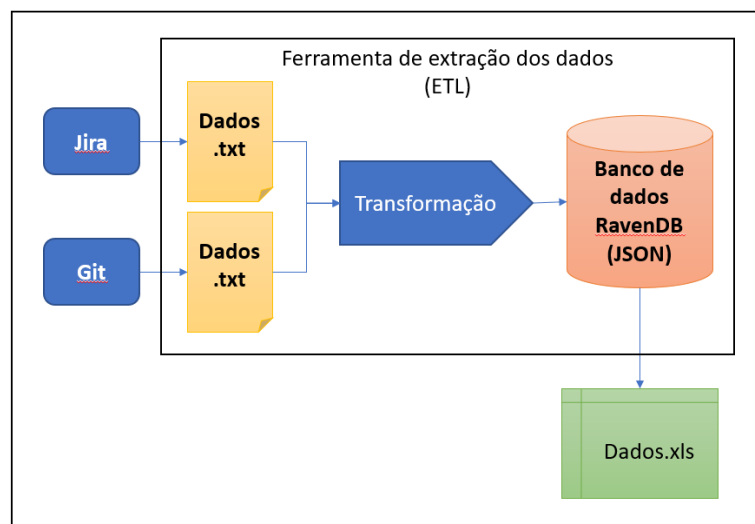 Ferramenta de extração dos dados
(ETL)
Jira
Dados
.txt
Git
Dados
.txt
Transformação
Banco de
dados
RavenDB
(JSON)
Dados.xls